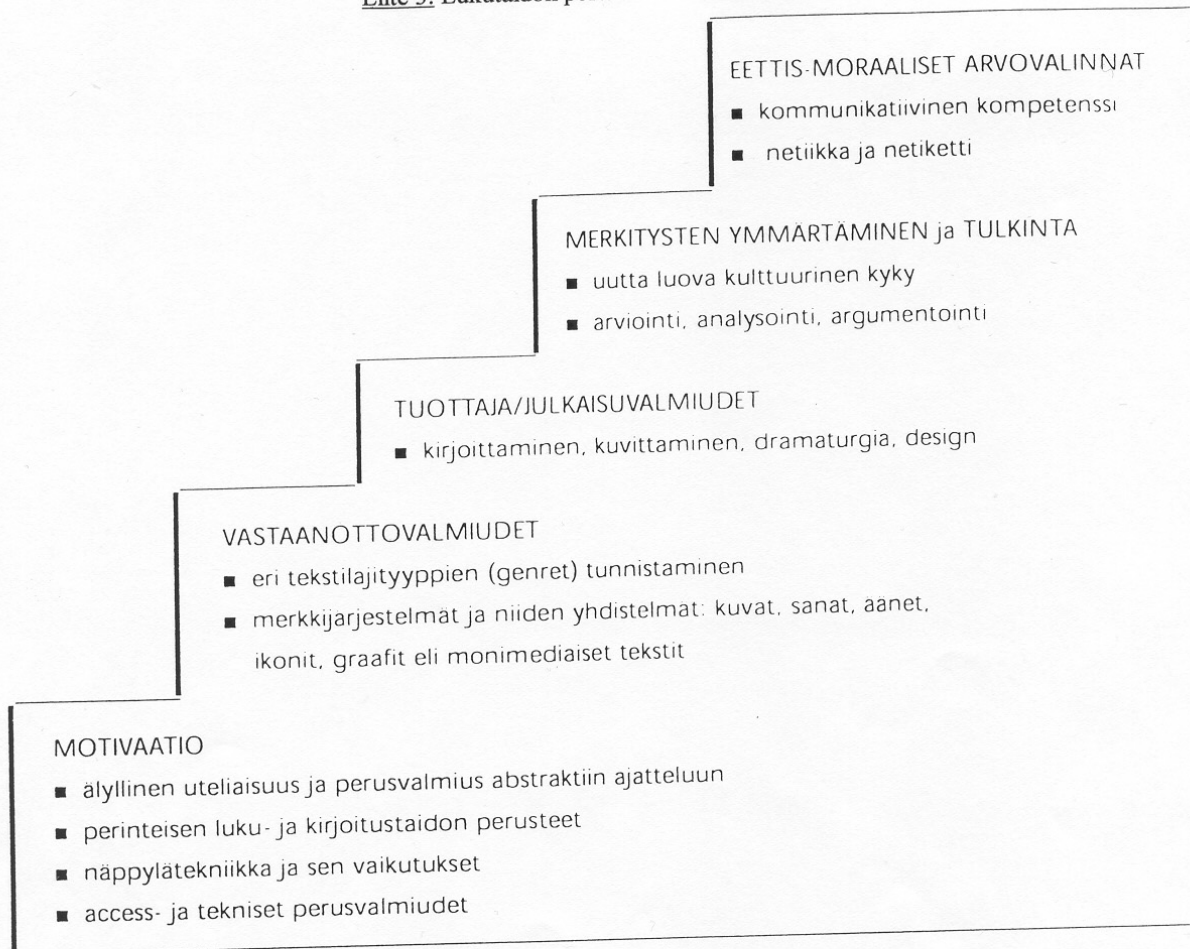 EETTIS-MORAALISET ARVOVALINNAT
■ kommunikatiivinen kompetenssi
■ netiikka ja netiketti
MERKITYSTEN YMMÄRTÄMINEN ja TULKINTA
■ uutta luova kulttuurinen kyky
■ arviointi, analysointi, argumentointi
TUOTTAJA/JULKAISUVALMIUDET
■ kirjoittaminen, kuvittaminen, dramaturgia, design
VASTAANOTTOVALMIUDET
■ eri tekstilajityyppien (genret) tunnistaminen
■ merkkijärjestelmät ja niiden yhdistelmät: kuvat, sanat, äänet,
ikonit, graafit eli monimediaiset tekstit
MOTIVAATIO
■ älyllinen uteliaisuus ja perusvalmius abstraktiin ajatteluun
■ perinteisen luku- ja kirjoitustaidon perusteet
■ näppylätekniikka ja sen vaikutukset
■ access- ja tekniset perusvalmiudet